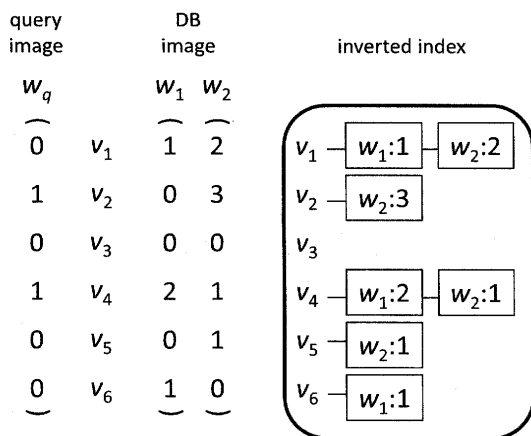 query image DB image inverted index
w_q w_1 w_2
0 v_1 1 2 v_1 w_1:1 w_2:2
1 v_2 0 3 v_2 w_2:3
0 v_3 0 0 v_3
1 v_4 2 1 v_4 w_1:2 w_2:1
0 v_5 0 1 v_5 w_2:1
0 v_6 1 0 v_6 w_1:1